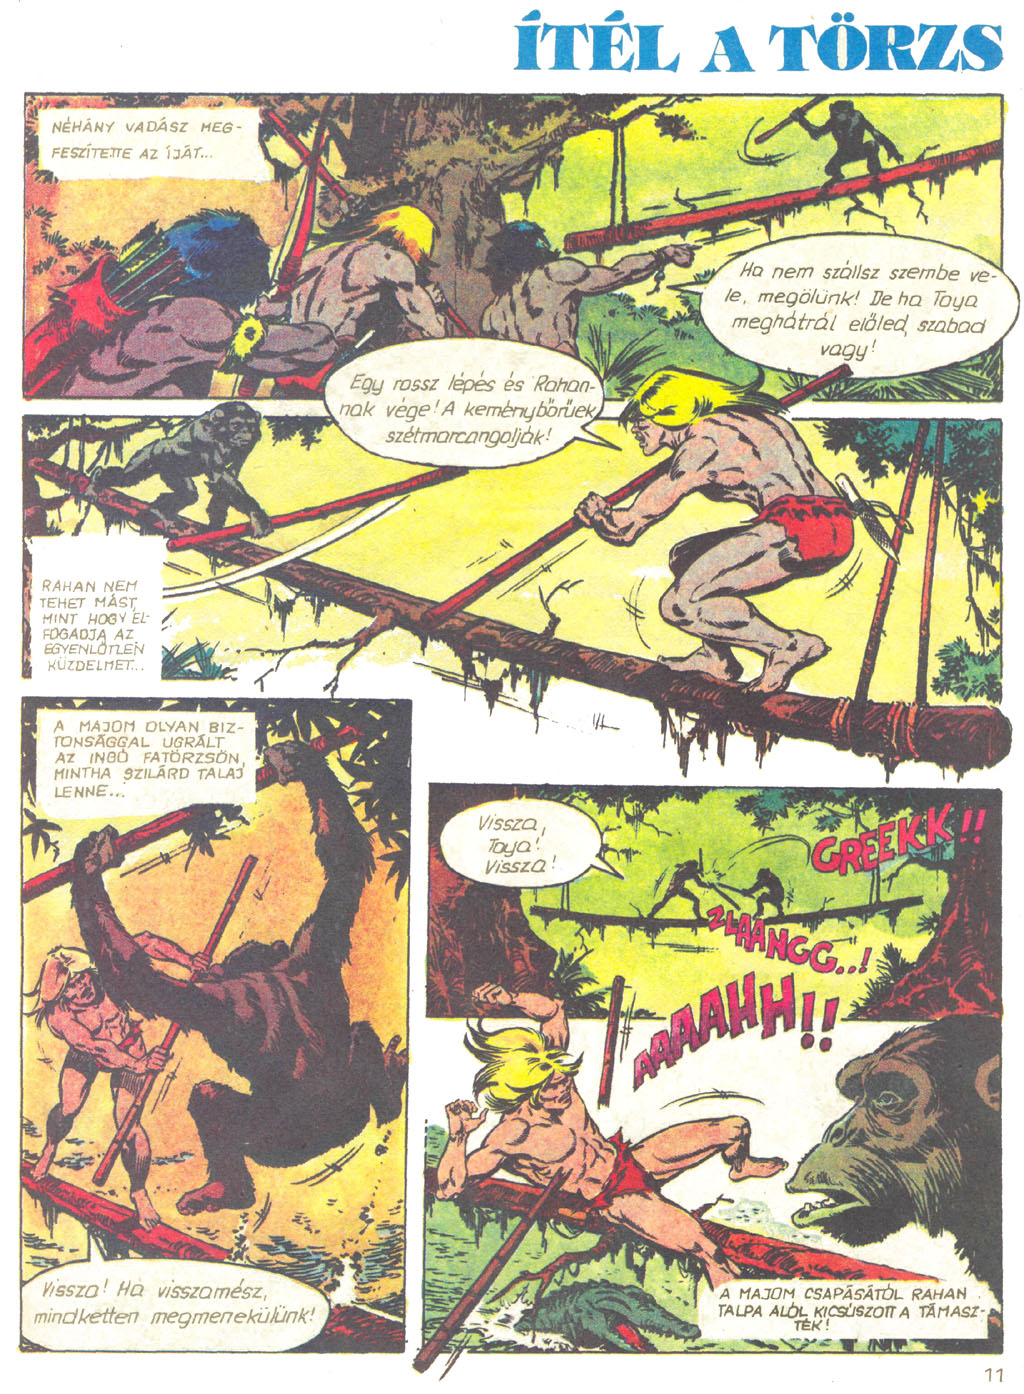 ÍTÉL A TÖRZS
NÉHÁNY VADÁSZ MEG-
FESZÍTETTE AZ ÍJÁT...
Ha nem szállsz szembe ve-
le, megölünk! De ha Taya
meghátrál előled, szabad
vagy!
Egy rossz lépés és Rahan-
nak vége! A keménybőrűek
szétmarcangolják!
RAHAN NEM
TEHET MÁST,
MINT HOGY EL-
FOGADJA AZ
EGYENLŐTLEN
KÜZDELMET...
A MAJOM OLYAN BIZ-
TONSÁGGAL UGRÁLT
AZ INGÓ FATÖRZSÖN,
MINTHA SZILÁRD TALAJ
LENNE...
Vissza! Ha visszamész,
mindketten megmenekülünk!
Vissza,
Taya!
Vissza!
GREEKK!!
ZLAANGG..!
AAAAHH!!
A MAJOM CSAPÁSÁTÓL RAHAN
TALPA ALÓL KICSÚSZOTT A TÁMASZ-
TÉK!
11